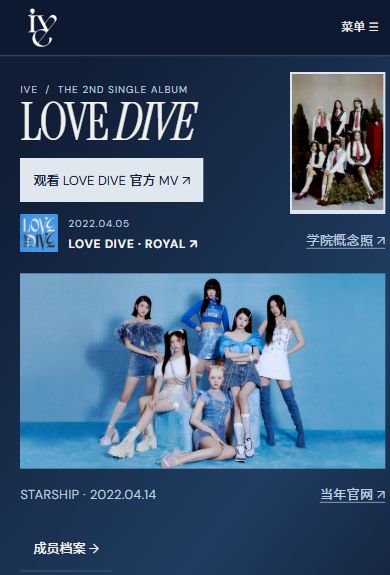 ive
菜单 ☰
IVE / THE 2ND SINGLE ALBUM
LOVE DIVE
观看 LOVE DIVE 官方 MV ↗
LOVE
DIVE
2022.04.05
LOVE DIVE · ROYAL ↗
学院概念照 ↗
STARSHIP · 2022.04.14
当年官网 ↗
成员档案 →